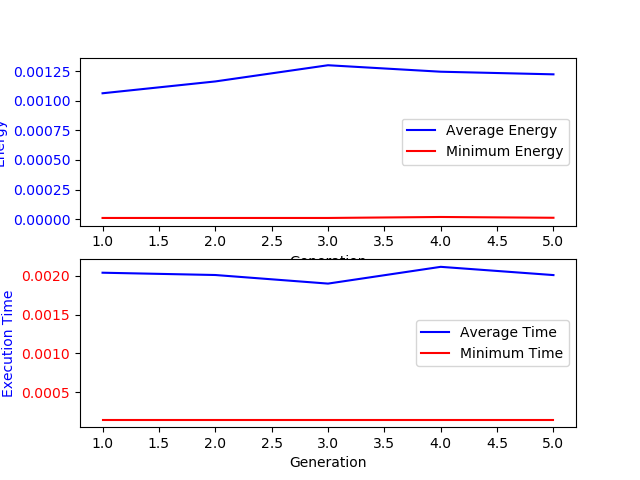 0.00125
0.00100
0.00075
0.00050
0.00025
0.00000
Energy
Average Energy
Minimum Energy
1.0 1.5 2.0 2.5 3.0 3.5 4.0 4.5 5.0
Generation
0.0020
0.0015
0.0010
0.0005
Execution Time
Average Time
Minimum Time
1.0 1.5 2.0 2.5 3.0 3.5 4.0 4.5 5.0
Generation